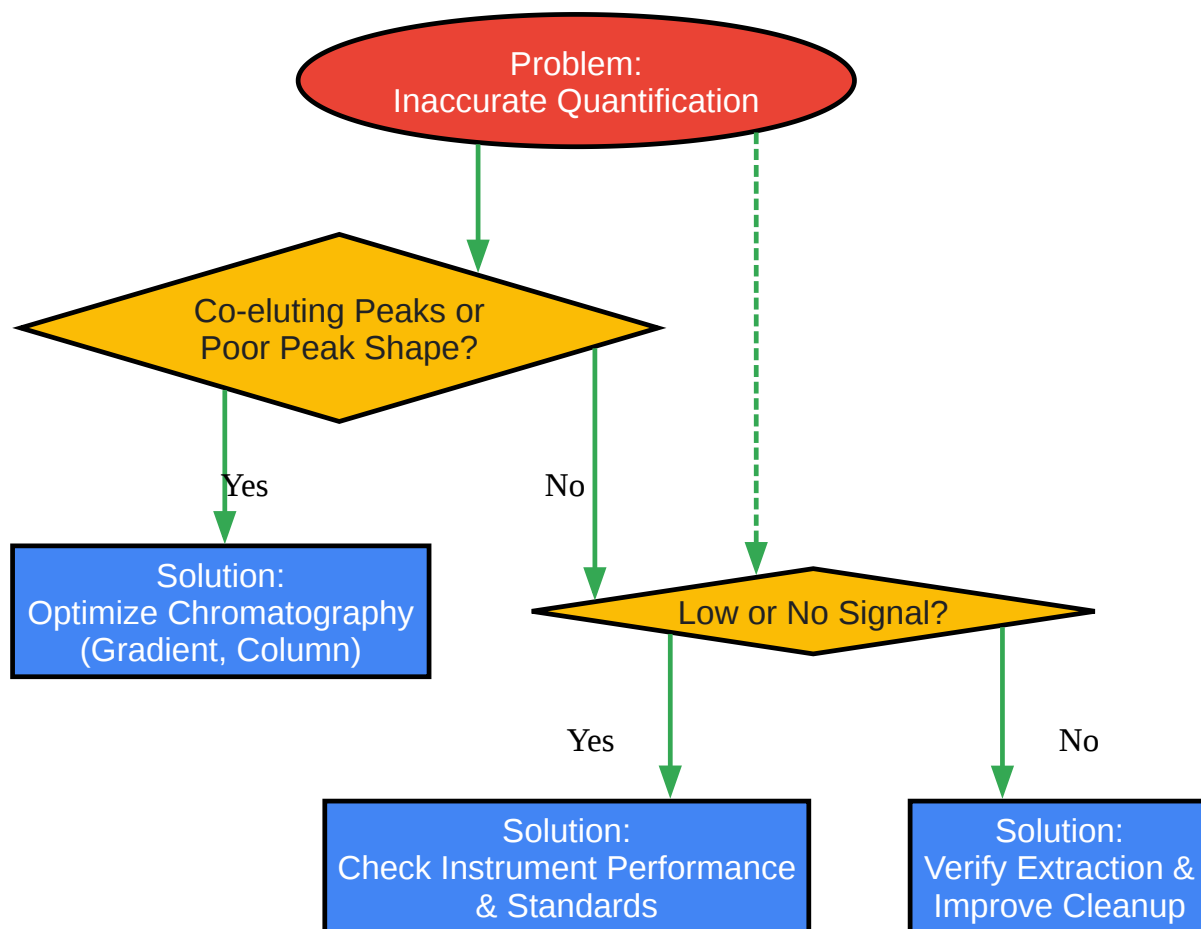 Problem:
Inaccurate Quantification
Co-eluting Peaks or
Poor Peak Shape?
Yes
No
Solution:
Optimize Chromatography
(Gradient, Column)
Low or No Signal?
Yes
No
Solution:
Check Instrument Performance
& Standards
Solution:
Verify Extraction &
Improve Cleanup